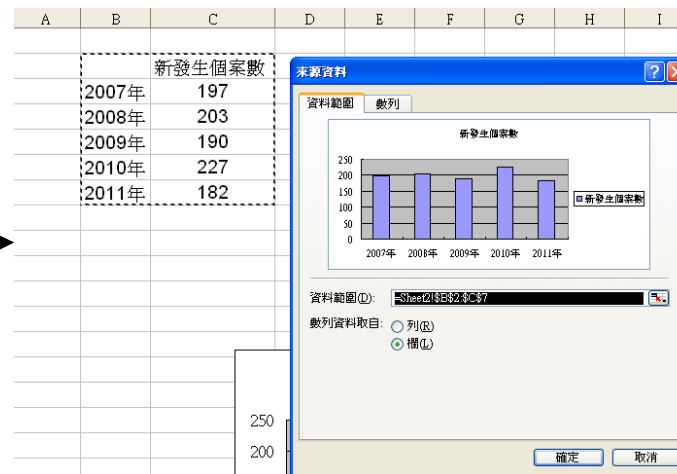 A B C D E F G H I
新發生個案數
2007年 197
2008年 203
2009年 190
2010年 227
2011年 182
來源資料
?
資料範圍 數列
新發生個案數
250
200
150
100
50
0
2007年 2008年 2009年 2010年 2011年
新發生個案數
資料範圍(D): =Sheet2!$B$2:$C$7
數列資料取自: 列(R)
欄(L)
250
200
確定 取消